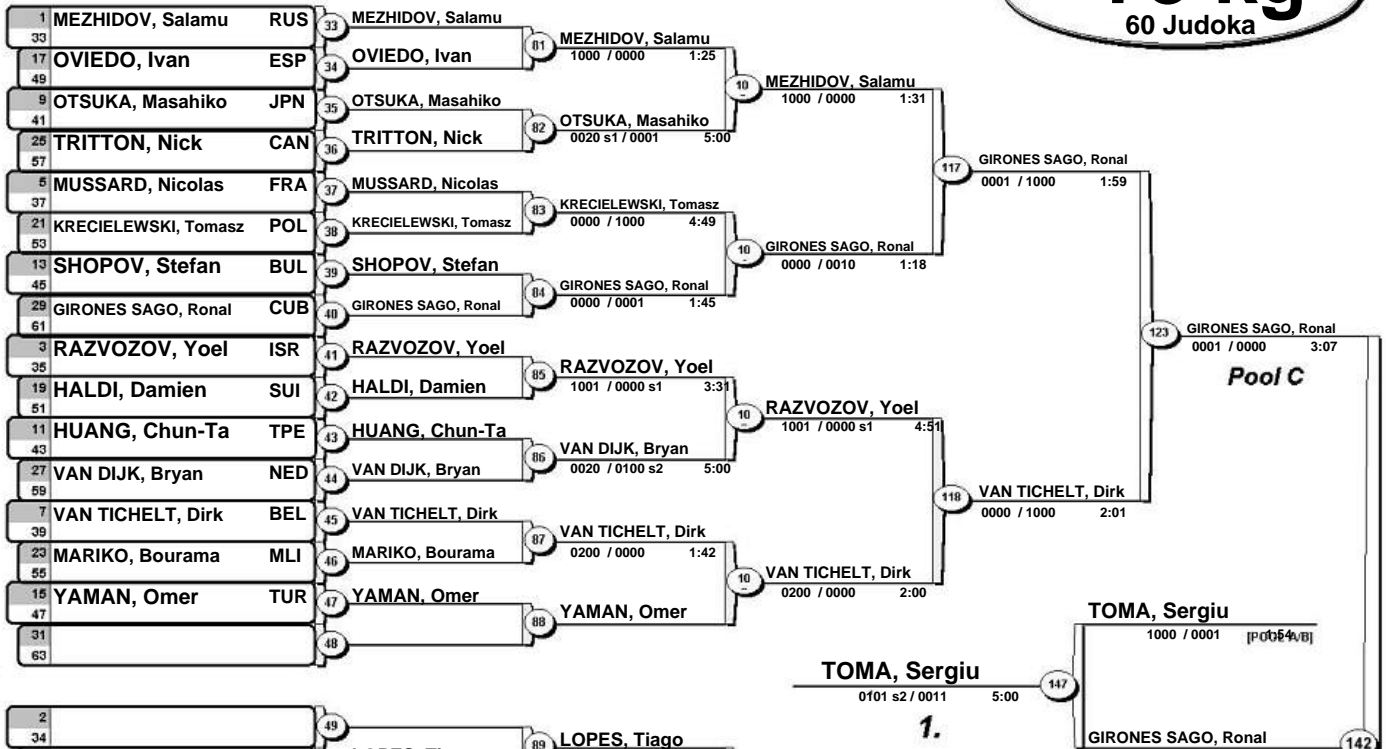 60 Judoka
1 MEZHIDOV, Salamu RUS
33
17 OVIEDO, Ivan ESP
49
9 OTSUKA, Masahiko JPN
41
25 TRITTON, Nick CAN
57
5 MUSSARD, Nicolas FRA
37
21 KRECIELEWSKI, Tomasz POL
53
13 SHOPOV, Stefan BUL
45
29 GIRONES SAGO, Ronal CUB
61
3 RAZVOZOV, Yoel ISR
35
19 HALDI, Damien SUI
51
11 HUANG, Chun-Ta TPE
43
27 VAN DIJK, Bryan NED
59
7 VAN TICHELT, Dirk BEL
39
23 MARIKO, Bourama MLI
55
15 YAMAN, Omer TUR
47
31
63
2
34
33 MEZHIDOV, Salamu
34 OVIEDO, Ivan
35 OTSUKA, Masahiko
36 TRITTON, Nick
37 MUSSARD, Nicolas
38 KRECIELEWSKI, Tomasz
39 SHOPOV, Stefan
40 GIRONES SAGO, Ronal
41 RAZVOZOV, Yoel
42 HALDI, Damien
43 HUANG, Chun-Ta
44 VAN DIJK, Bryan
45 VAN TICHELT, Dirk
46 MARIKO, Bourama
47 YAMAN, Omer
48
49
81 MEZHIDOV, Salamu
1000 / 0000 1:25
82 OTSUKA, Masahiko
0020 s1 / 0001 5:00
83 KRECIELEWSKI, Tomasz
0000 / 1000 4:49
84 GIRONES SAGO, Ronal
0000 / 0001 1:45
85 RAZVOZOV, Yoel
1001 / 0000 s1 3:31
86 VAN DIJK, Bryan
0020 / 0100 s2 5:00
87 VAN TICHELT, Dirk
0200 / 0000 1:42
88 YAMAN, Omer
89 LOPES, Tiago
10 MEZHIDOV, Salamu
1000 / 0000 1:31
10 GIRONES SAGO, Ronal
0000 / 0010 1:18
10 RAZVOZOV, Yoel
1001 / 0000 s1 4:51
10 VAN TICHELT, Dirk
0200 / 0000 2:00
117 GIRONES SAGO, Ronal
0001 / 1000 1:59
118 VAN TICHELT, Dirk
0000 / 1000 2:01
123 GIRONES SAGO, Ronal
0001 / 0000 3:07
Pool C
TOMA, Sergiu
1000 / 0001 1:54
TOMA, Sergiu 147
0101 s2 / 0011 5:00
1.
GIRONES SAGO, Ronal 142